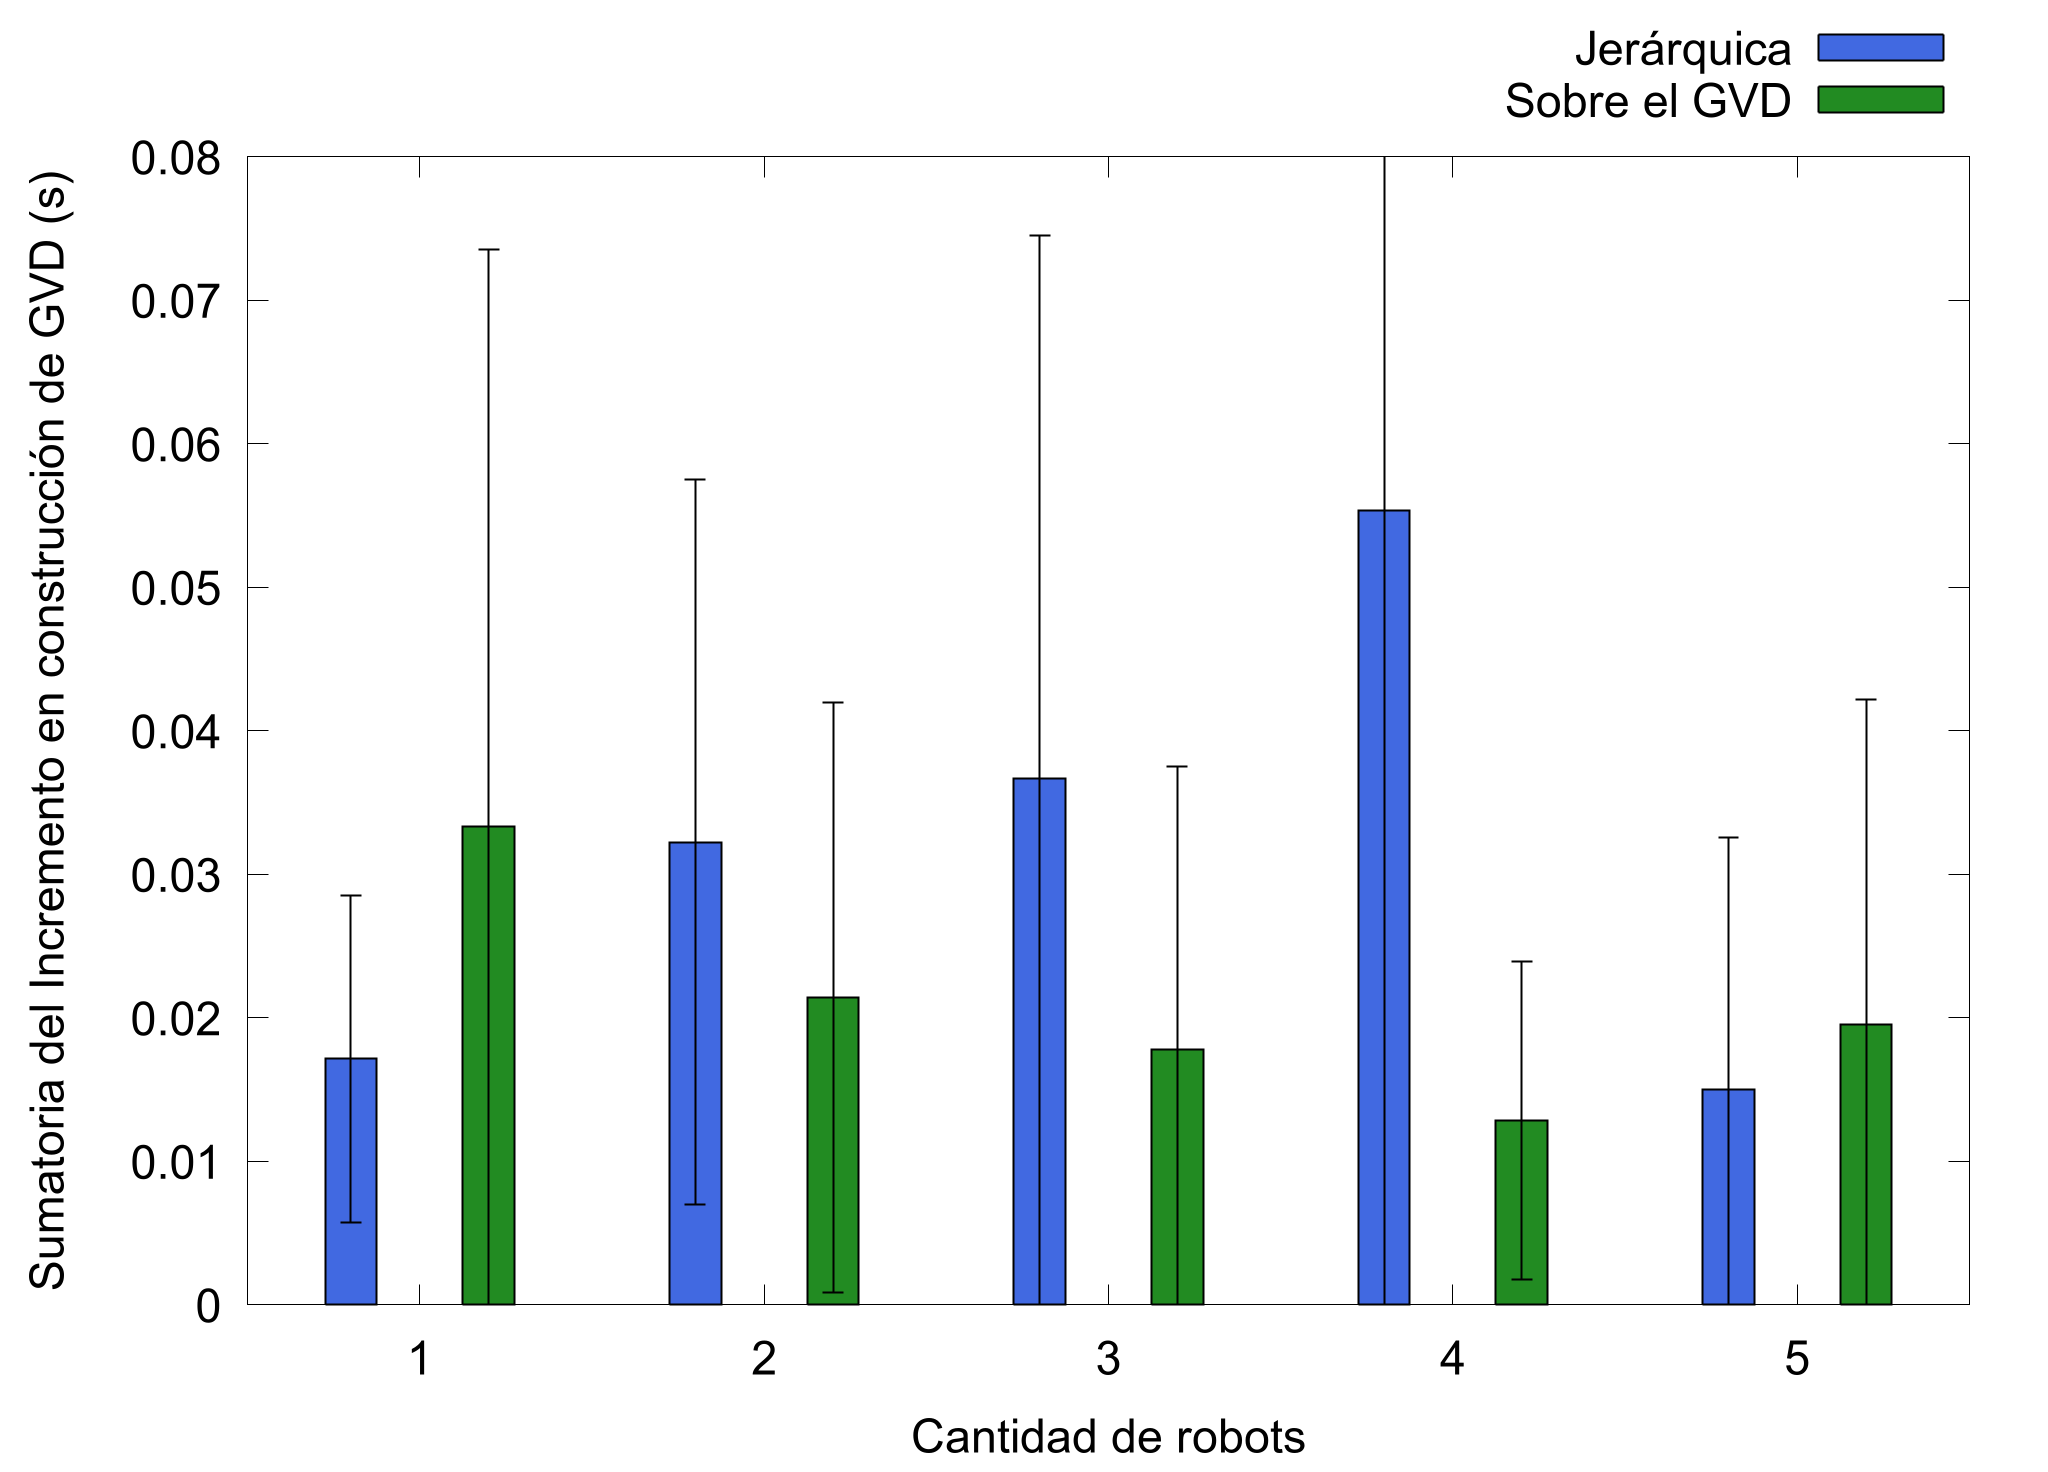 Jerárquica
Sobre el GVD
Sumatoria del Incremento en construcción de GVD (s)
0.08
0.07
0.06
0.05
0.04
0.03
0.02
0.01
0
1 2 3 4 5
Cantidad de robots